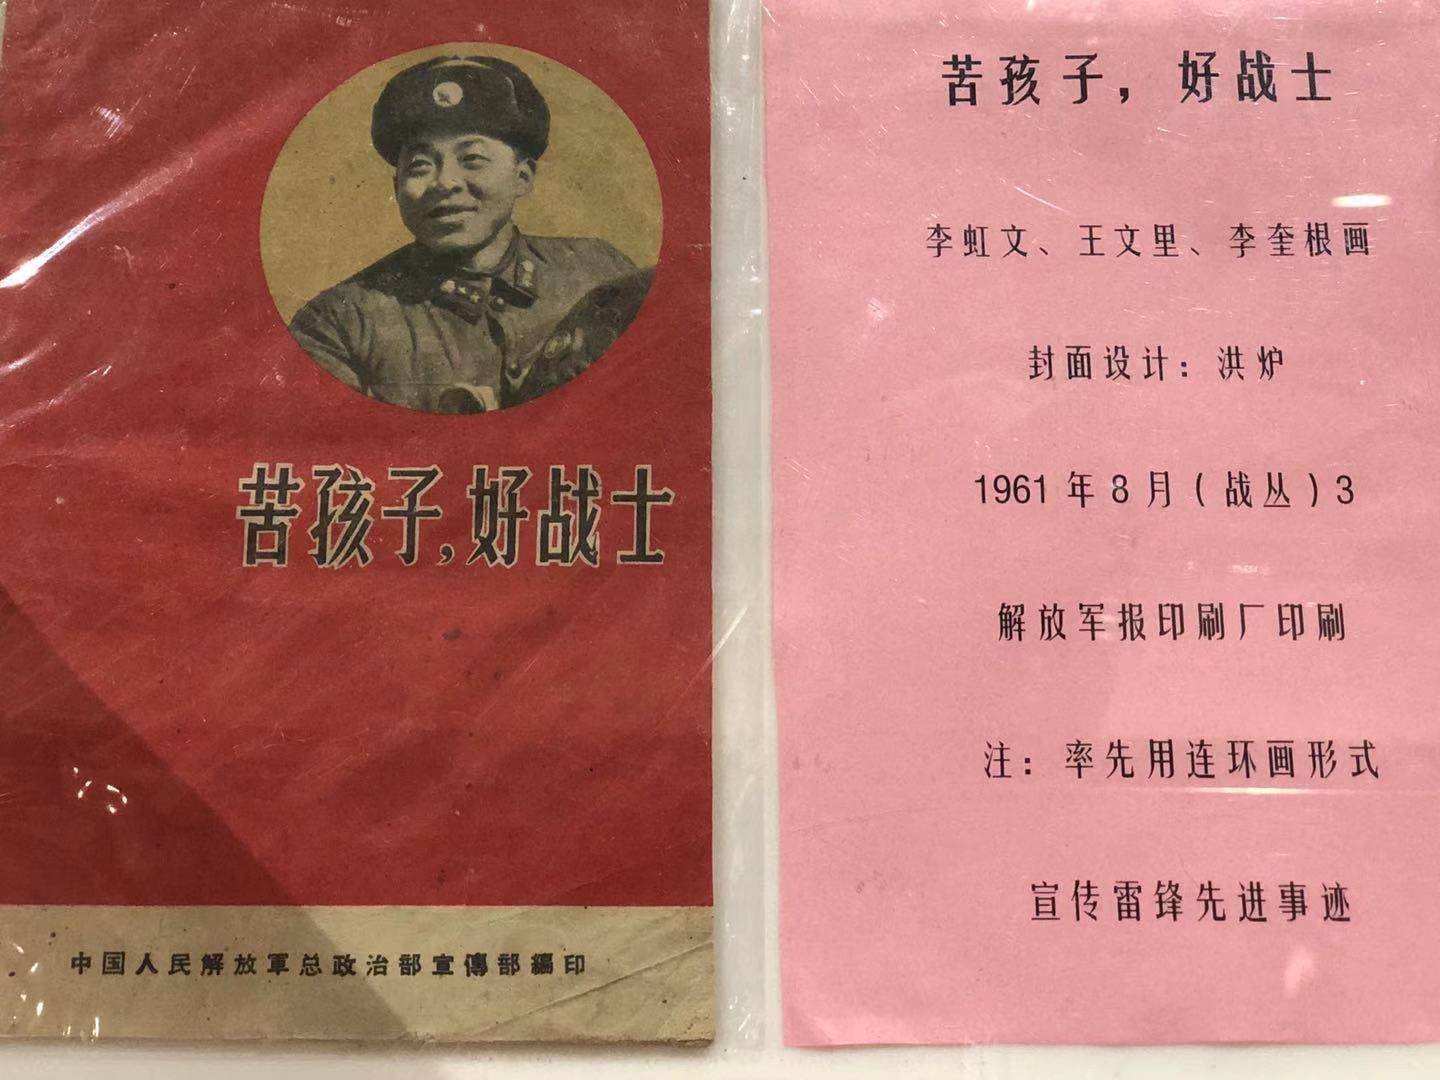 苦孩子,好战士
中国人民解放軍总政治部宣傳部編印
苦孩子，好战士
李虹文、王文里、李奎根画
封面设计：洪炉
1961年8月(战丛)3
解放军报印刷厂印刷
注：率先用连环画形式
宣传雷锋先进事迹